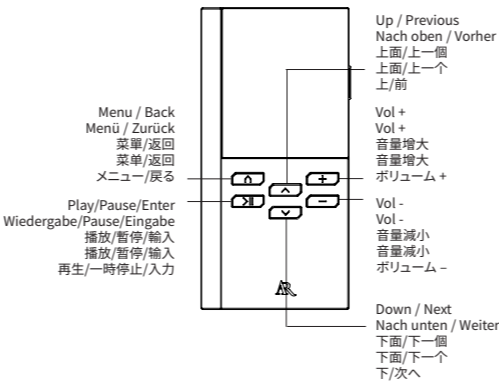 Up / Previous
Nach oben / Vorher
上面/上一個
上面/上一个
上/前
Menu / Back
Menü / Zurück
菜單/返回
菜单/返回
メニュー/戻る
Vol +
Vol +
音量增大
音量增大
ボリューム +
Play/Pause/Enter
Wiedergabe/Pause/Eingabe
播放/暫停/輸入
播放/暂停/输入
再生/一時停止/入力
Vol -
Vol -
音量減小
音量减小
ボリューム –
AR
Down / Next
Nach unten / Weiter
下面/下一個
下面/下一个
下/次へ